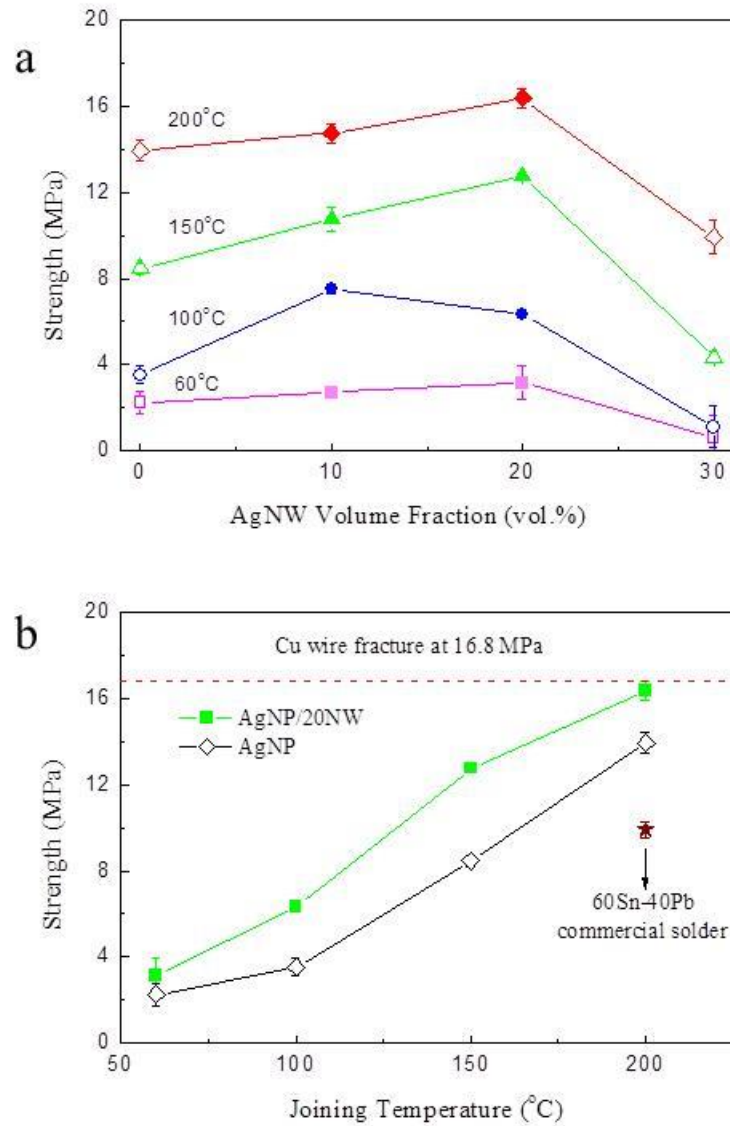 a
20
16
12
8
4
0
Strength (MPa)
200°C
150°C
100°C
60°C
0 10 20 30
AgNW Volume Fraction (vol.%)
b
20
16
12
8
4
0
Strength (MPa)
Cu wire fracture at 16.8 MPa
AgNP/20NW
AgNP
60Sn-40Pb
commercial solder
50 100 150 200
Joining Temperature (°C)